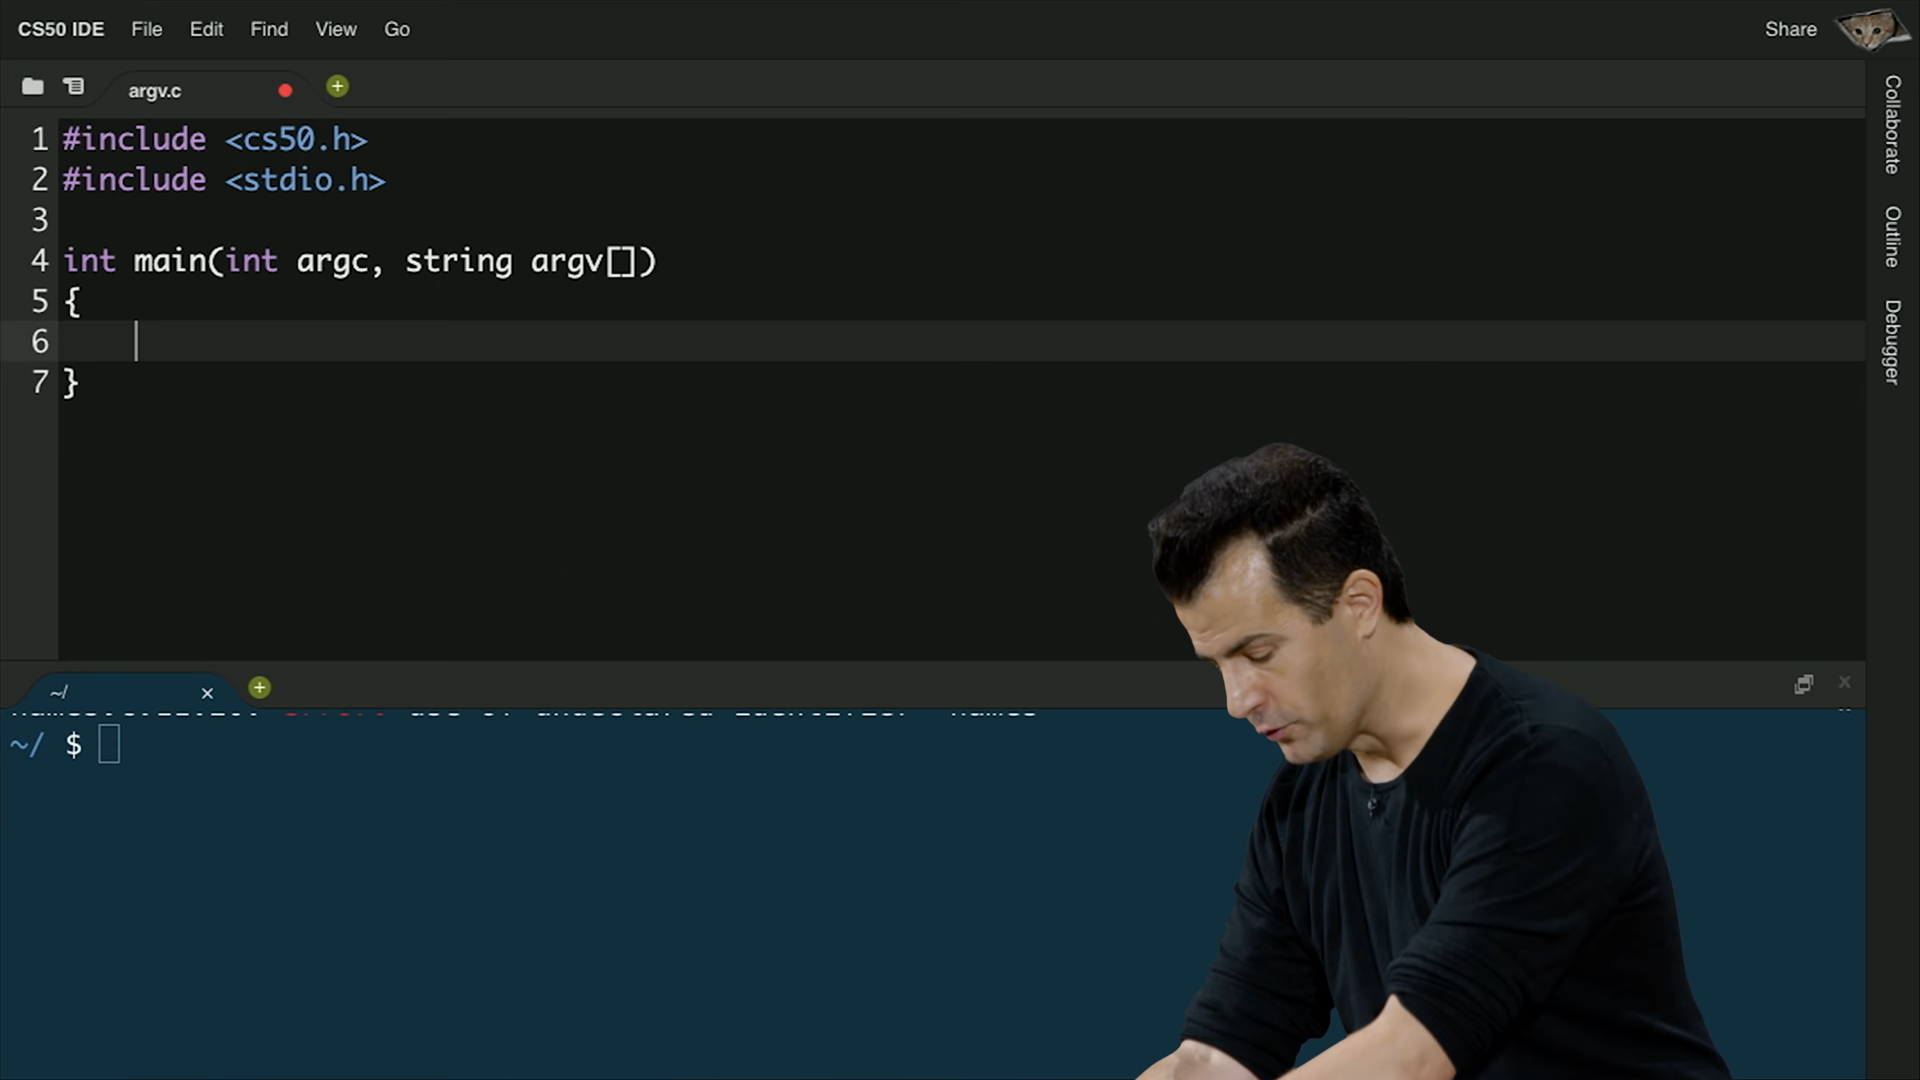 CS50 IDE File Edit Find View Go Share
argv.c
1 #include <cs50.h>
2 #include <stdio.h>
3
4 int main(int argc, string argv[])
5 {
6
7 }
Collaborate
Outline
Debugger
~/
~/ $